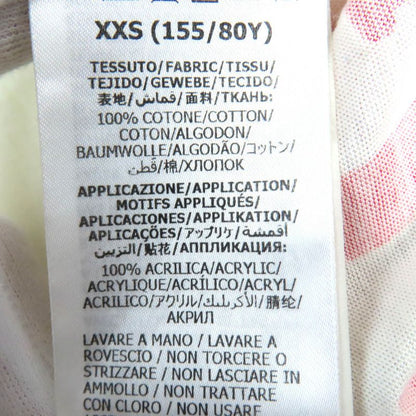 XXS (155/80Y)
TESSUTO/FABRIC/TISSU/
TEJIDO/GEWEBE/TECIDO/
表地/قماش/面料/ТКАНЬ:
100% COTONE/COTTON/
COTON/ALGODON/
BAUMWOLLE/ALGODÃO/コットン/
قطن/棉/ХЛОПОК
APPLICAZIONE/APPLICATION/
MOTIFS APPLIQUÉS/
APLICACIONES/APPLIKATION/
APLICAÇÕES/アップリケ/أقمشة
التزيين/贴花/АППЛИКАЦИЯ:
100% ACRILICA/ACRYLIC/
ACRYLIQUE/ACRÍLICO/ACRYL/
ACRILICO/アクリル/الأكريليك/腈纶/
АКРИЛ
LAVARE A MANO / LAVARE A
ROVESCIO / NON TORCERE O
STRIZZARE / NON LASCIARE IN
AMMOLLO / NON TRATTARE
CON CLORO / NON USARE